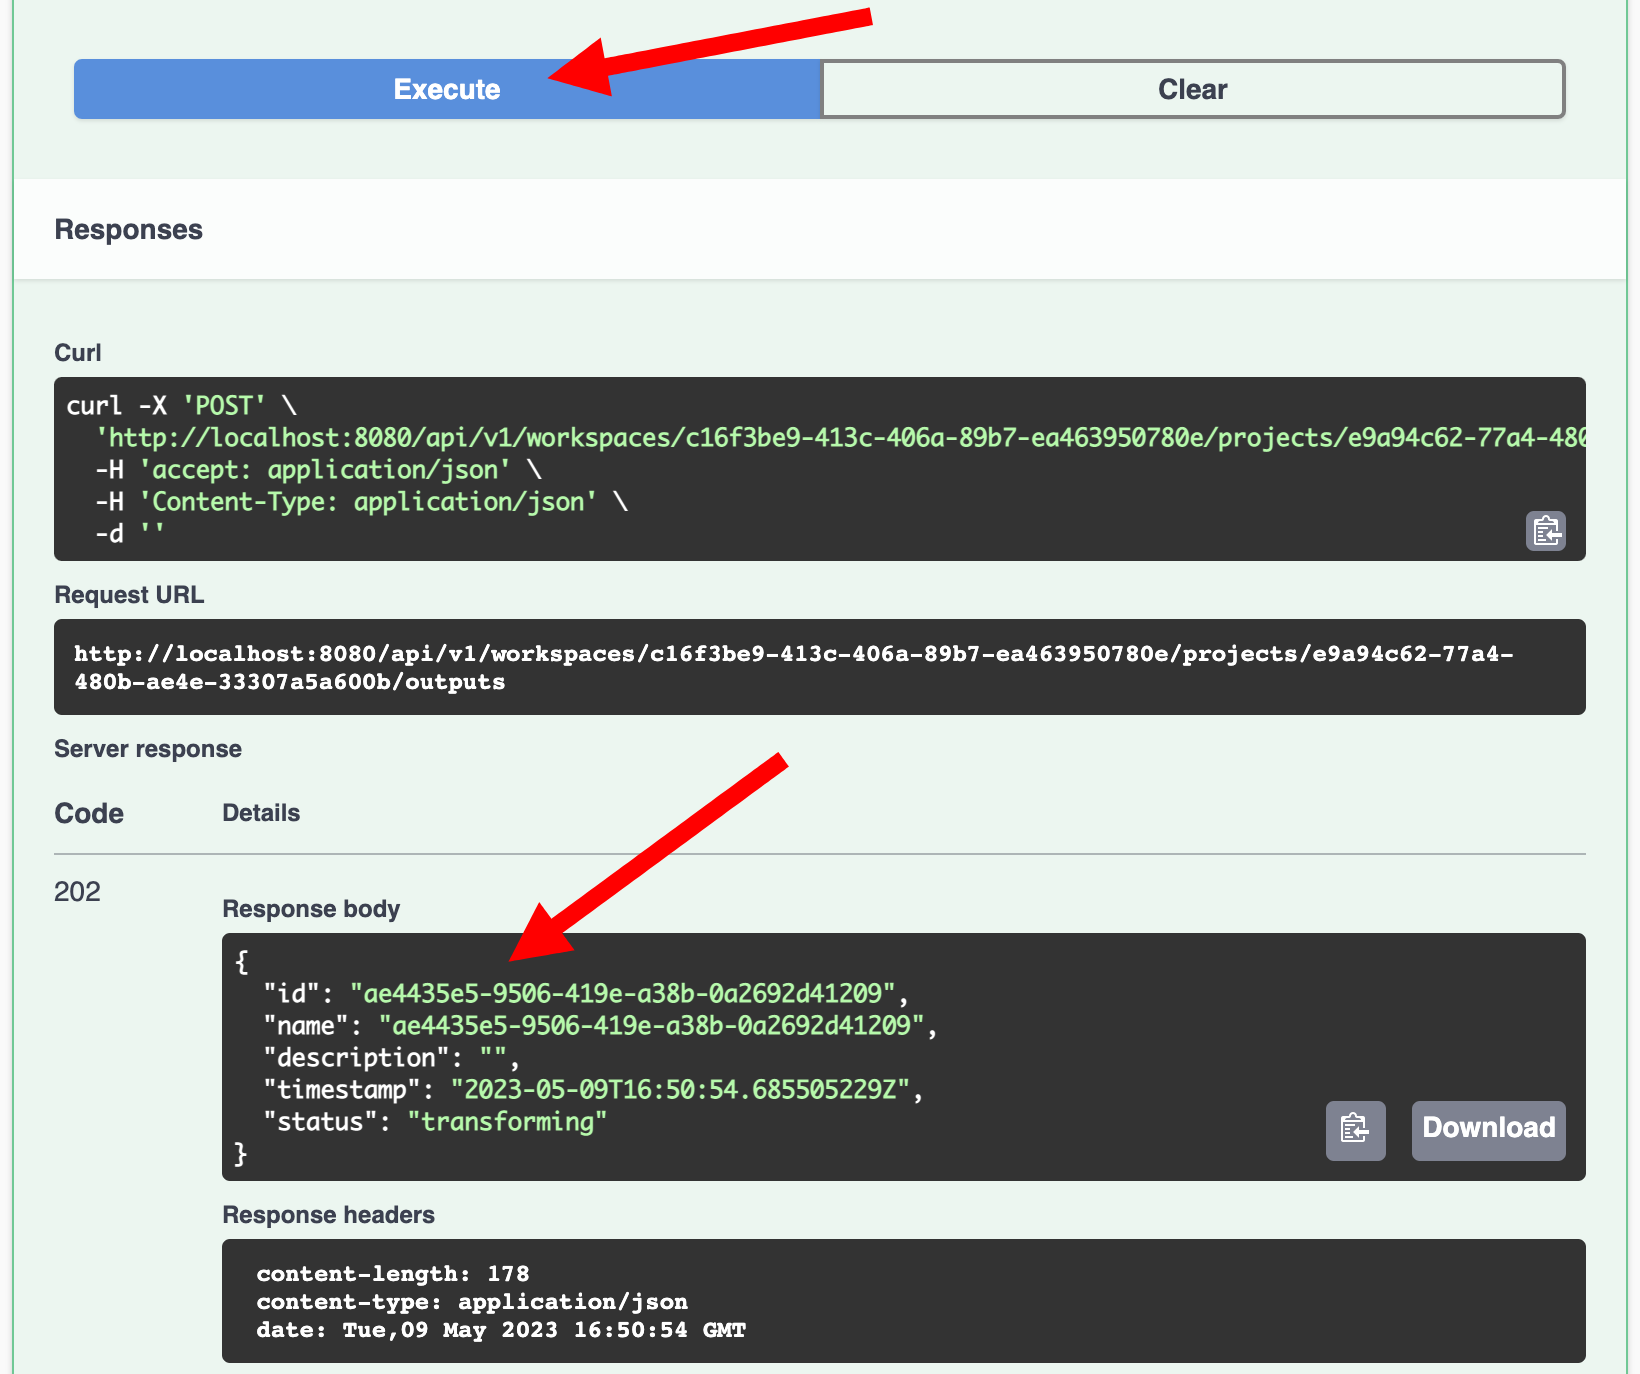 Execute
Clear
Responses
Curl
curl -X 'POST' \
'http://localhost:8080/api/v1/workspaces/c16f3be9-413c-406a-89b7-ea463950780e/projects/e9a94c62-77a4-480
-H 'accept: application/json' \
-H 'Content-Type: application/json' \
-d ''
Request URL
http://localhost:8080/api/v1/workspaces/c16f3be9-413c-406a-89b7-ea463950780e/projects/e9a94c62-77a4-
480b-ae4e-33307a5a600b/outputs
Server response
Code Details
202
Response body
{
"id": "ae4435e5-9506-419e-a38b-0a2692d41209",
"name": "ae4435e5-9506-419e-a38b-0a2692d41209",
"description": "",
"timestamp": "2023-05-09T16:50:54.685505229Z",
"status": "transforming"
}
Download
Response headers
content-length: 178
content-type: application/json
date: Tue,09 May 2023 16:50:54 GMT